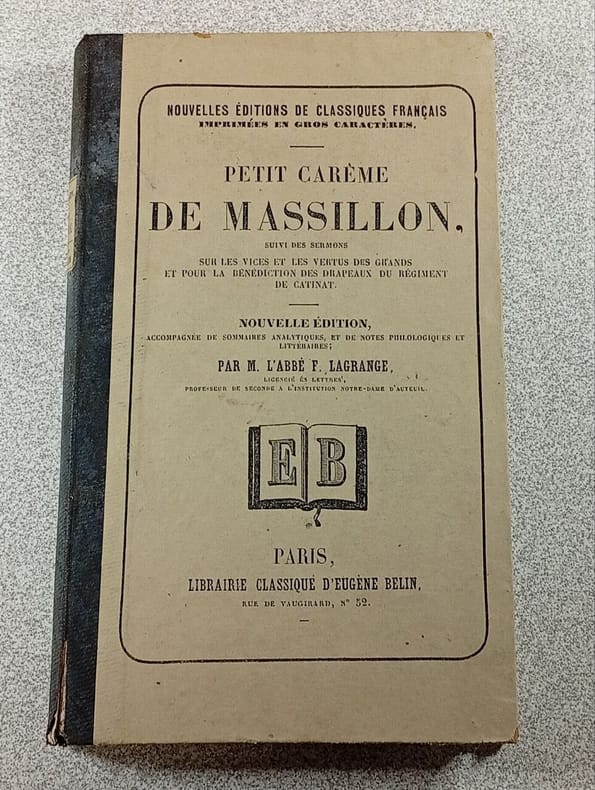 NOUVELLES ÉDITIONS DE CLASSIQUES FRANÇAIS
IMPRIMÉES EN GROS CARACTÈRES.
PETIT CARÊME
DE MASSILLON,
SUIVI DES SERMONS
SUR LES VICES ET LES VERTUS DES GRANDS
ET POUR LA BÉNÉDICTION DES DRAPEAUX DU RÉGIMENT
DE CATINAT.
NOUVELLE ÉDITION,
ACCOMPAGNÉE DE SOMMAIRES ANALYTIQUES, ET DE NOTES PHILOLOGIQUES ET
LITTÉRAIRES;
PAR M. L'ABBÉ F. LAGRANGE,
LICENCIÉ ÈS LETTRES,
PROFESSEUR DE SECONDE A L'INSTITUTION NOTRE-DAME D'AUTEUIL.
EB
PARIS,
LIBRAIRIE CLASSIQUE D'EUGÈNE BELIN,
RUE DE VAUGIRARD, Nº 52.